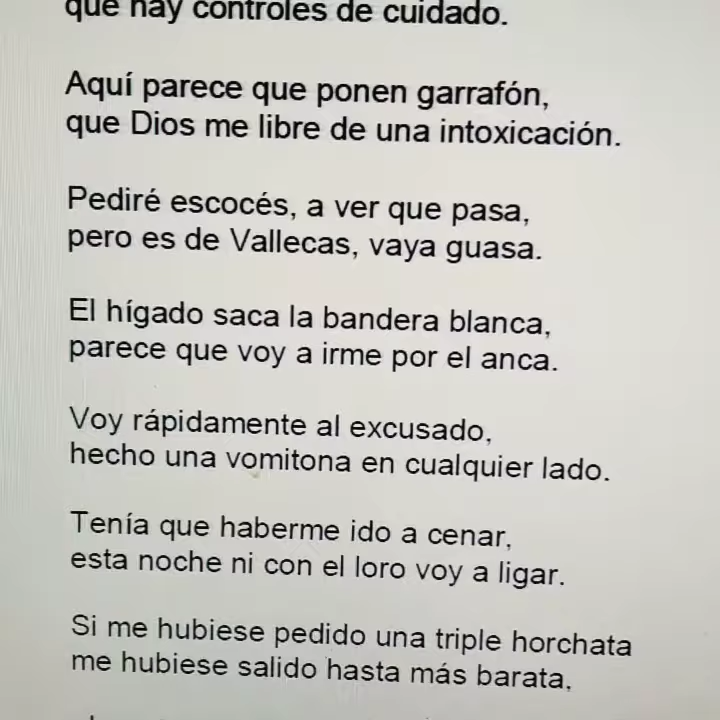 que hay controles de cuidado.
Aquí parece que ponen garrafón,
que Dios me libre de una intoxicación.
Pediré escocés, a ver que pasa,
pero es de Vallecas, vaya guasa.
El hígado saca la bandera blanca,
parece que voy a irme por el anca.
Voy rápidamente al excusado,
hecho una vomitona en cualquier lado.
Tenía que haberme ido a cenar,
esta noche ni con el loro voy a ligar.
Si me hubiese pedido una triple horchata
me hubiese salido hasta más barata,